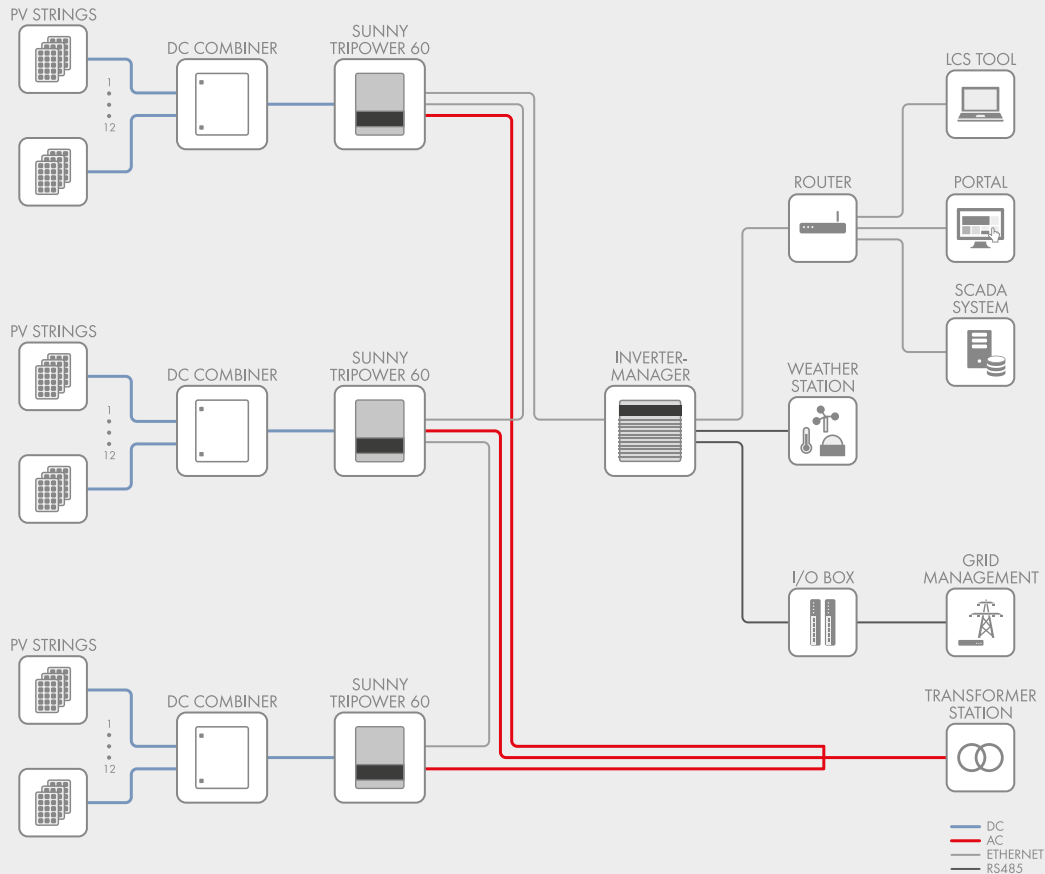 PV STRINGS
DC COMBINER
SUNNY
TRIPOWER 60
1
12
LCS TOOL
ROUTER
PORTAL
SCADA
SYSTEM
PV STRINGS
DC COMBINER
SUNNY
TRIPOWER 60
1
12
INVERTER-
MANAGER
WEATHER
STATION
I/O BOX
GRID
MANAGEMENT
PV STRINGS
DC COMBINER
SUNNY
TRIPOWER 60
1
12
TRANSFORMER
STATION
DC
AC
ETHERNET
RS485